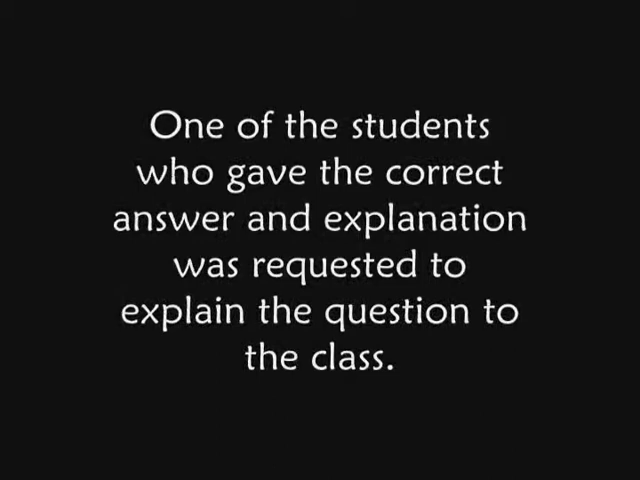 One of the students
who gave the correct
answer and explanation
was requested to
explain the question to
the class.